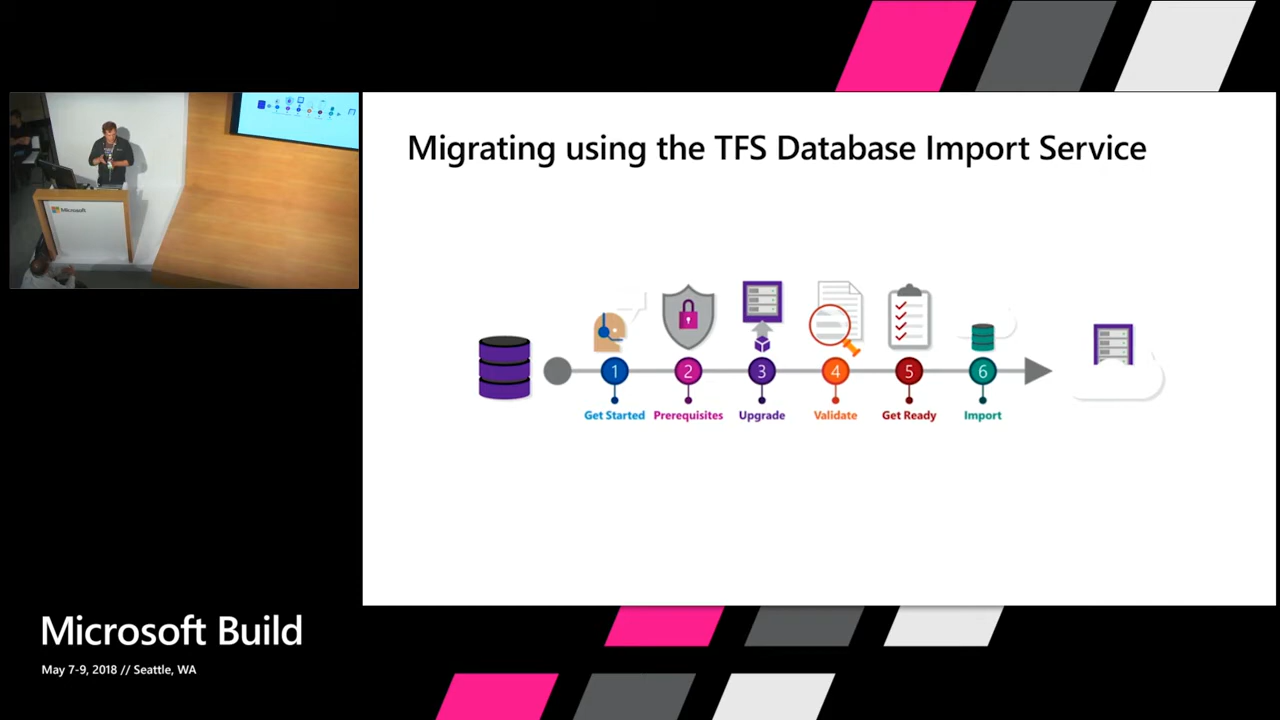 Microsoft
Migrating using the TFS Database Import Service
1 2 3 4 5 6
Get Started Prerequisites Upgrade Validate Get Ready Import
Microsoft Build
May 7-9, 2018 // Seattle, WA